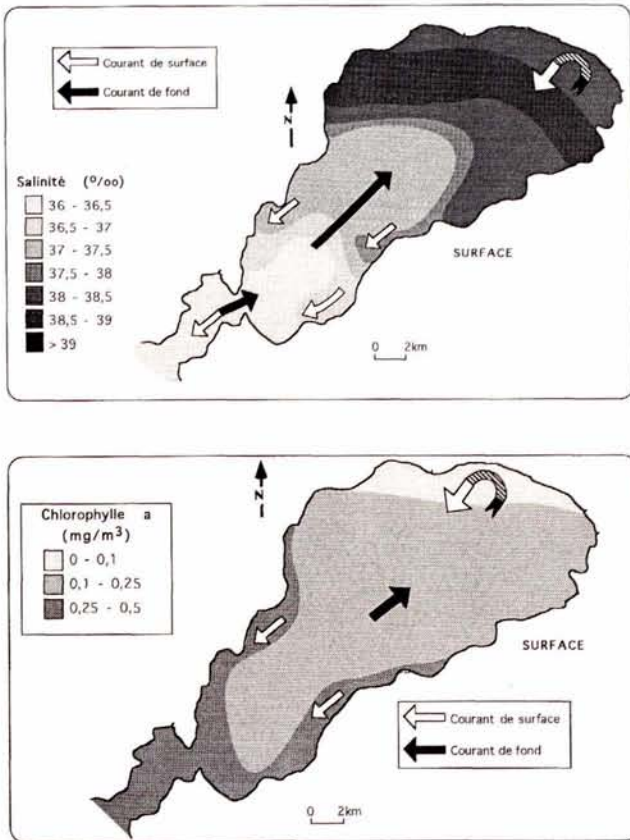 Courant de surface
Courant de fond
N
Salinité (°/oo)
36 - 36,5
36,5 - 37
37 - 37,5
37,5 - 38
38 - 38,5
38,5 - 39
> 39
SURFACE
0 2km
N
Chlorophylle a
(mg/m³)
0 - 0,1
0,1 - 0,25
0,25 - 0,5
SURFACE
Courant de surface
Courant de fond
0 2km